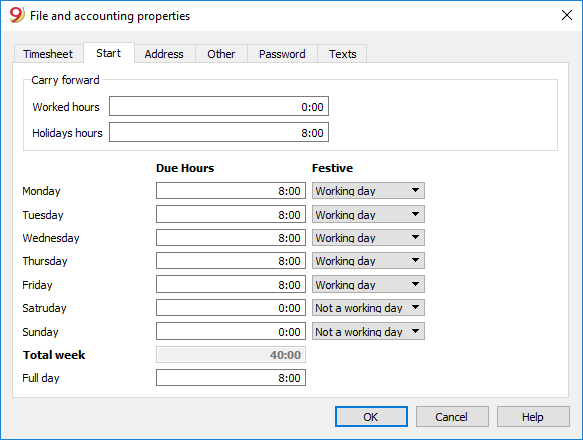 9 File and accounting properties
Timesheet Start Address Other Password Texts
Carry forward
Worked hours 0:00
Holidays hours 8:00
Due Hours Festive
Monday 8:00 Working day
Tuesday 8:00 Working day
Wednesday 8:00 Working day
Thursday 8:00 Working day
Friday 8:00 Working day
Satruday 0:00 Not a working day
Sunday 0:00 Not a working day
Total week 40:00
Full day 8:00
OK Cancel Help